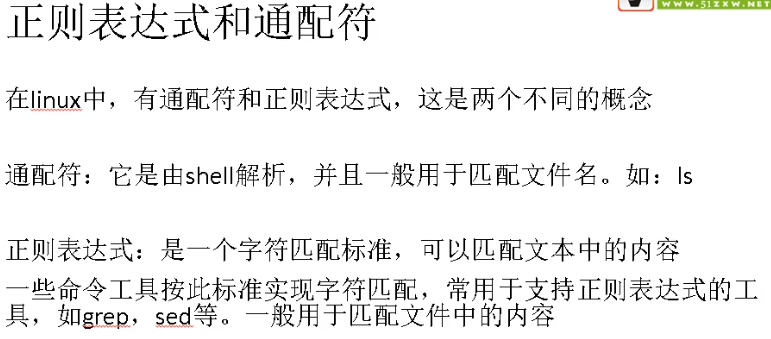 正则表达式和通配符
WWW.51ZXW.NET
在linux中，有通配符和正则表达式，这是两个不同的概念
通配符：它是由shell解析，并且一般用于匹配文件名。如：ls
正则表达式：是一个字符匹配标准，可以匹配文本中的内容
一些命令工具按此标准实现字符匹配，常用于支持正则表达式的工
具，如grep，sed等。一般用于匹配文件中的内容